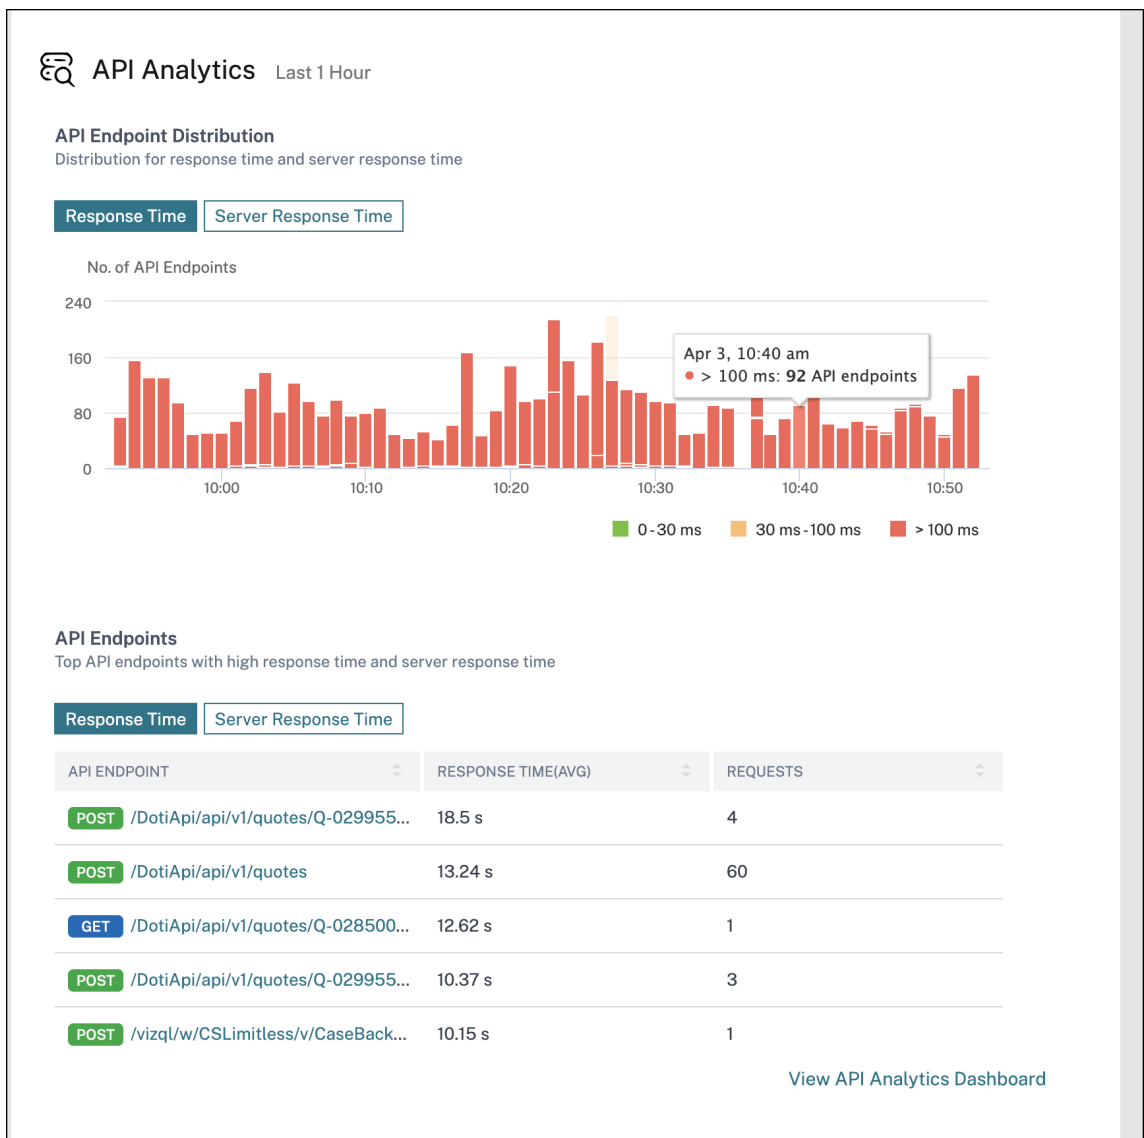 API Analytics Last 1 Hour
API Endpoint Distribution
Distribution for response time and server response time
Response Time Server Response Time
No. of API Endpoints
240
160
80
0
Apr 3, 10:40 am
> 100 ms: 92 API endpoints
10:00 10:10 10:20 10:30 10:40 10:50
0-30 ms 30 ms-100 ms > 100 ms
API Endpoints
Top API endpoints with high response time and server response time
Response Time Server Response Time
API ENDPOINT RESPONSE TIME(AVG) REQUESTS
POST /DotiApi/api/v1/quotes/Q-029955... 18.5 s 4
POST /DotiApi/api/v1/quotes 13.24 s 60
GET /DotiApi/api/v1/quotes/Q-028500... 12.62 s 1
POST /DotiApi/api/v1/quotes/Q-029955... 10.37 s 3
POST /vizql/w/CSLimitless/v/CaseBack... 10.15 s 1
View API Analytics Dashboard